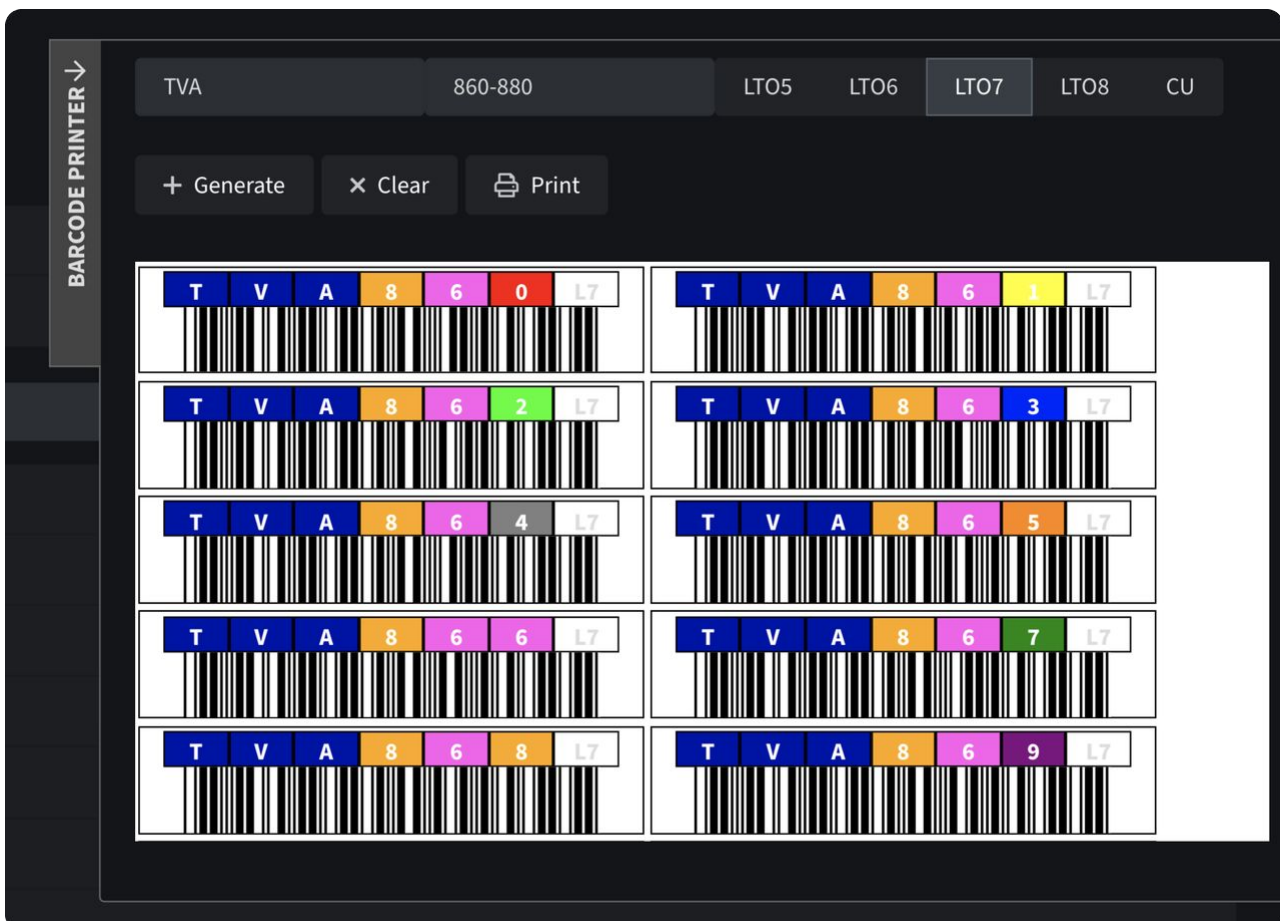 BARCODE PRINTER →
TVA 860-880 LTO5 LTO6 LTO7 LTO8 CU
+ Generate × Clear Print
T V A 8 6 0 L7
T V A 8 6 1 L7
T V A 8 6 2 L7
T V A 8 6 3 L7
T V A 8 6 4 L7
T V A 8 6 5 L7
T V A 8 6 6 L7
T V A 8 6 7 L7
T V A 8 6 8 L7
T V A 8 6 9 L7